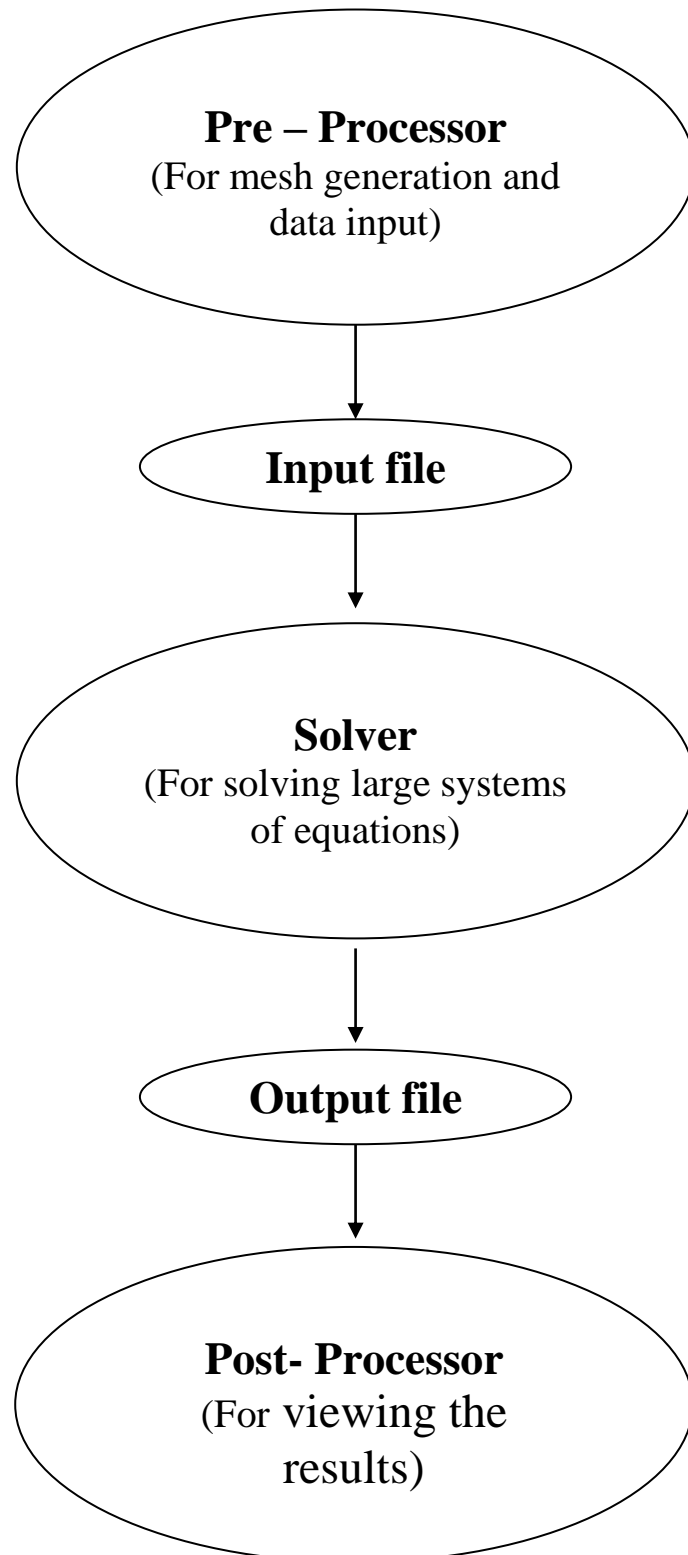 Pre – Processor
(For mesh generation and
data input)
Input file
Solver
(For solving large systems
of equations)
Output file
Post- Processor
(For viewing the
results)